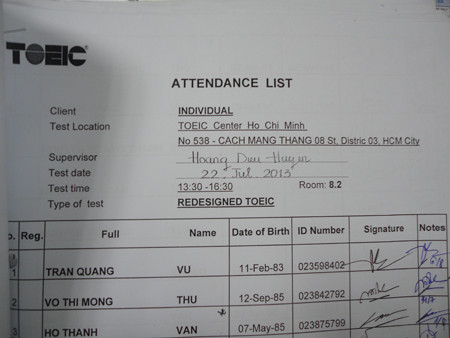 TOEIC®
ATTENDANCE LIST
Client INDIVIDUAL
Test Location TOEIC Center Ho Chi Minh
No 538 - CACH MANG THANG 08 St, Distric 03, HCM City
Supervisor Hoang Duu Huyen
Test date 22 Jul 2013
Test time 13:30 -16:30 Room: 8.2
Type of test REDESIGNED TOEIC
o. Reg. Full Name Date of Birth ID Number Signature Notes
1 TRAN QUANG VU 11-Feb-83 023598402
2 VO THI MONG THU 12-Sep-85 023842792
3 HO THANH VAN 07-May-85 023875799